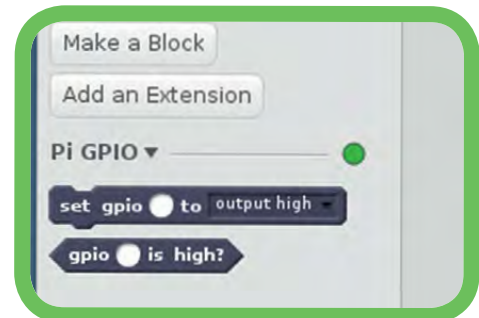 Make a Block
Add an Extension
Pi GPIO
set gpio to output high
gpio is high?